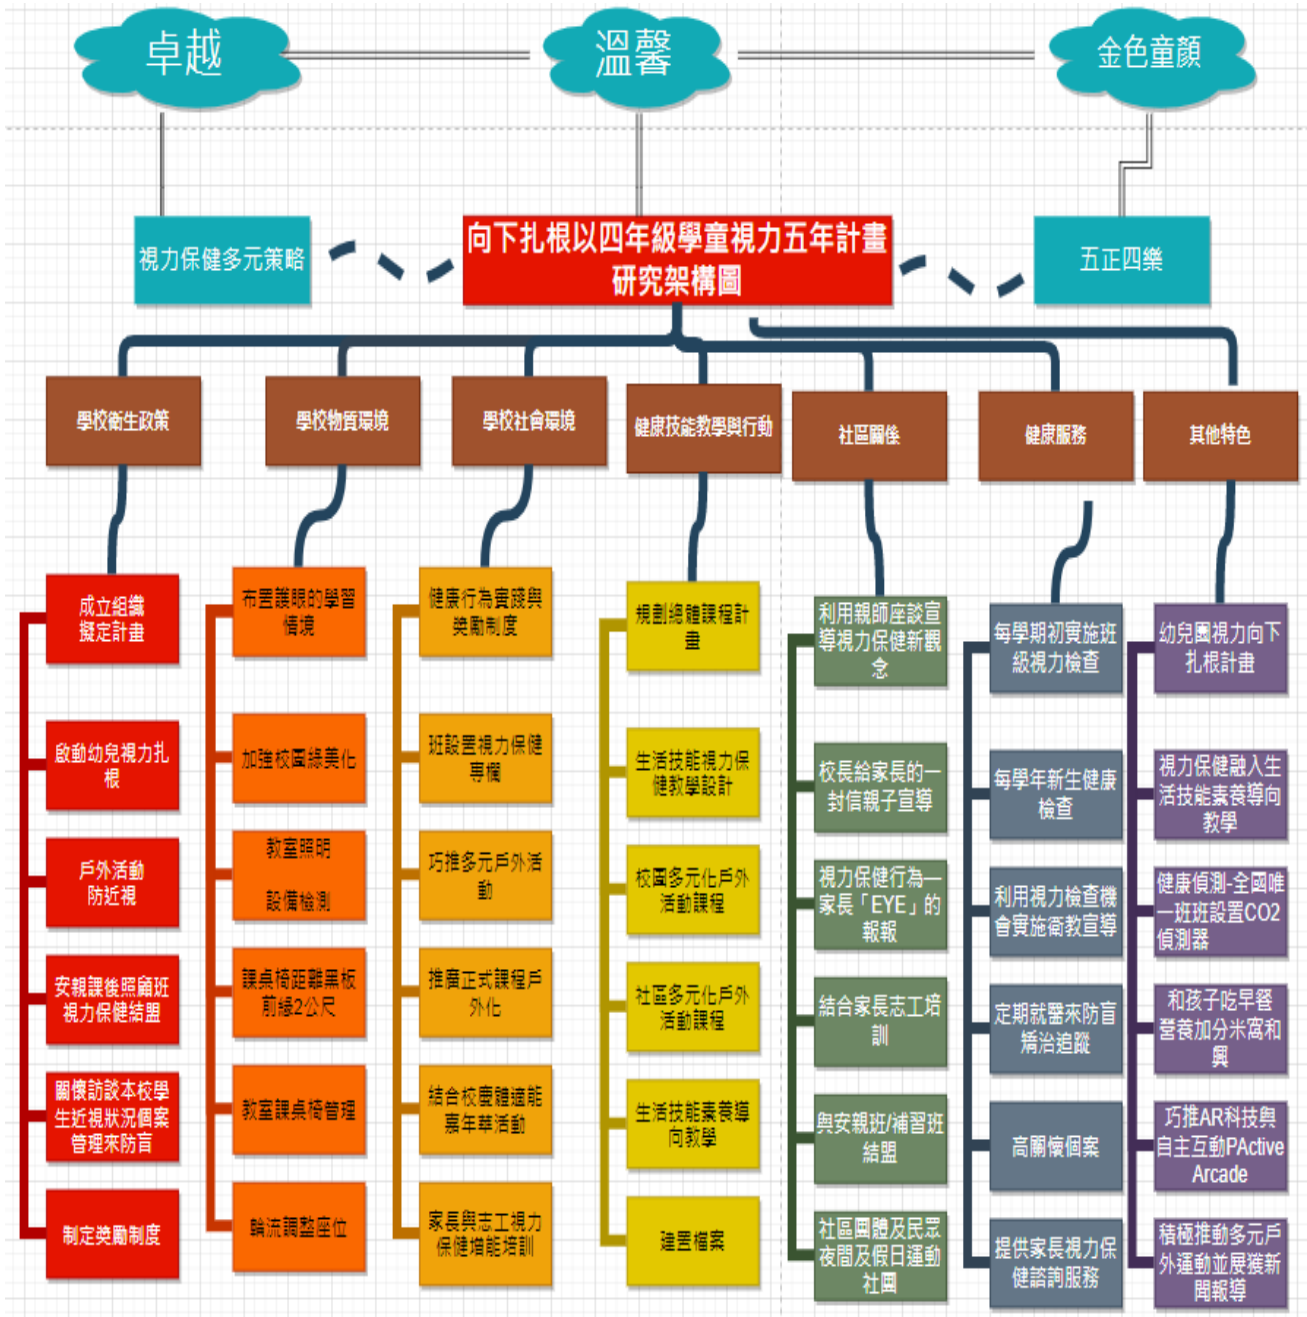 卓越
溫馨
金色童顏
視力保健多元策略
向下扎根以四年級學童視力五年計畫
研究架構圖
五正四樂
學校衛生政策
學校物質環境
學校社會環境
健康技能教學與行動
社區關係
健康服務
其他特色
成立組織
擬定計畫
啟動幼兒視力扎
根
戶外活動
防近視
安親課後照顧班
視力保健結盟
關懷訪談本校學
生近視狀況個案
管理來防盲
制定獎勵制度
布置護眼的學習
情境
加強校園綠美化
教室照明
設備檢測
課桌椅距離黑板
前緣2公尺
教室課桌椅管理
輪流調整座位
健康行為實踐與
獎勵制度
班設置視力保健
專欄
巧推多元戶外活
動
推廣正式課程戶
外化
結合校慶體適能
嘉年華活動
家長與志工視力
保健增能培訓
規劃總體課程計
畫
生活技能視力保
健教學設計
校園多元化戶外
活動課程
社區多元化戶外
活動課程
生活技能素養導
向教學
建置檔案
利用親師座談宣
導視力保健新觀
念
校長給家長的一
封信親子宣導
視力保健行為—
家長「EYE」的
報報
結合家長志工培
訓
與安親班/補習班
結盟
社區團體及民眾
夜間及假日運動
社團
每學期初實施班
級視力檢查
每學年新生健康
檢查
利用視力檢查機
會實施衛教宣導
定期就醫來防盲
矯治追蹤
高關懷個案
提供家長視力保
健諮詢服務
幼兒園視力向下
扎根計畫
視力保健融入生
活技能素養導向
教學
健康偵測-全國唯
一班班設置CO2
偵測器
和孩子吃早餐
營養加分米窩和
興
巧推AR科技與
自主互動PActive
Arcade
積極推動多元戶
外運動並屢獲新
聞報導